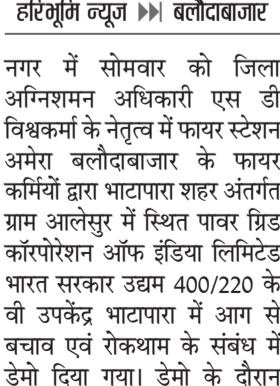 हरिभूमि न्यूज ▶▶| बलौदाबाजार
नगर में सोमवार को जिला
अग्निशमन अधिकारी एस डी
विश्वकर्मा के नेतृत्व में फायर स्टेशन
अमेरा बलौदाबाजार के फायर
कर्मियों द्वारा भाटापारा शहर अंतर्गत
ग्राम आलेसुर में स्थित पावर ग्रिड
कॉरपोरेशन ऑफ इंडिया लिमिटेड
भारत सरकार उद्यम 400/220 के
वी उपकेंद्र भाटापारा में आग से
बचाव एवं रोकथाम के संबंध में
डेमो दिया गया। डेमो के दौरान